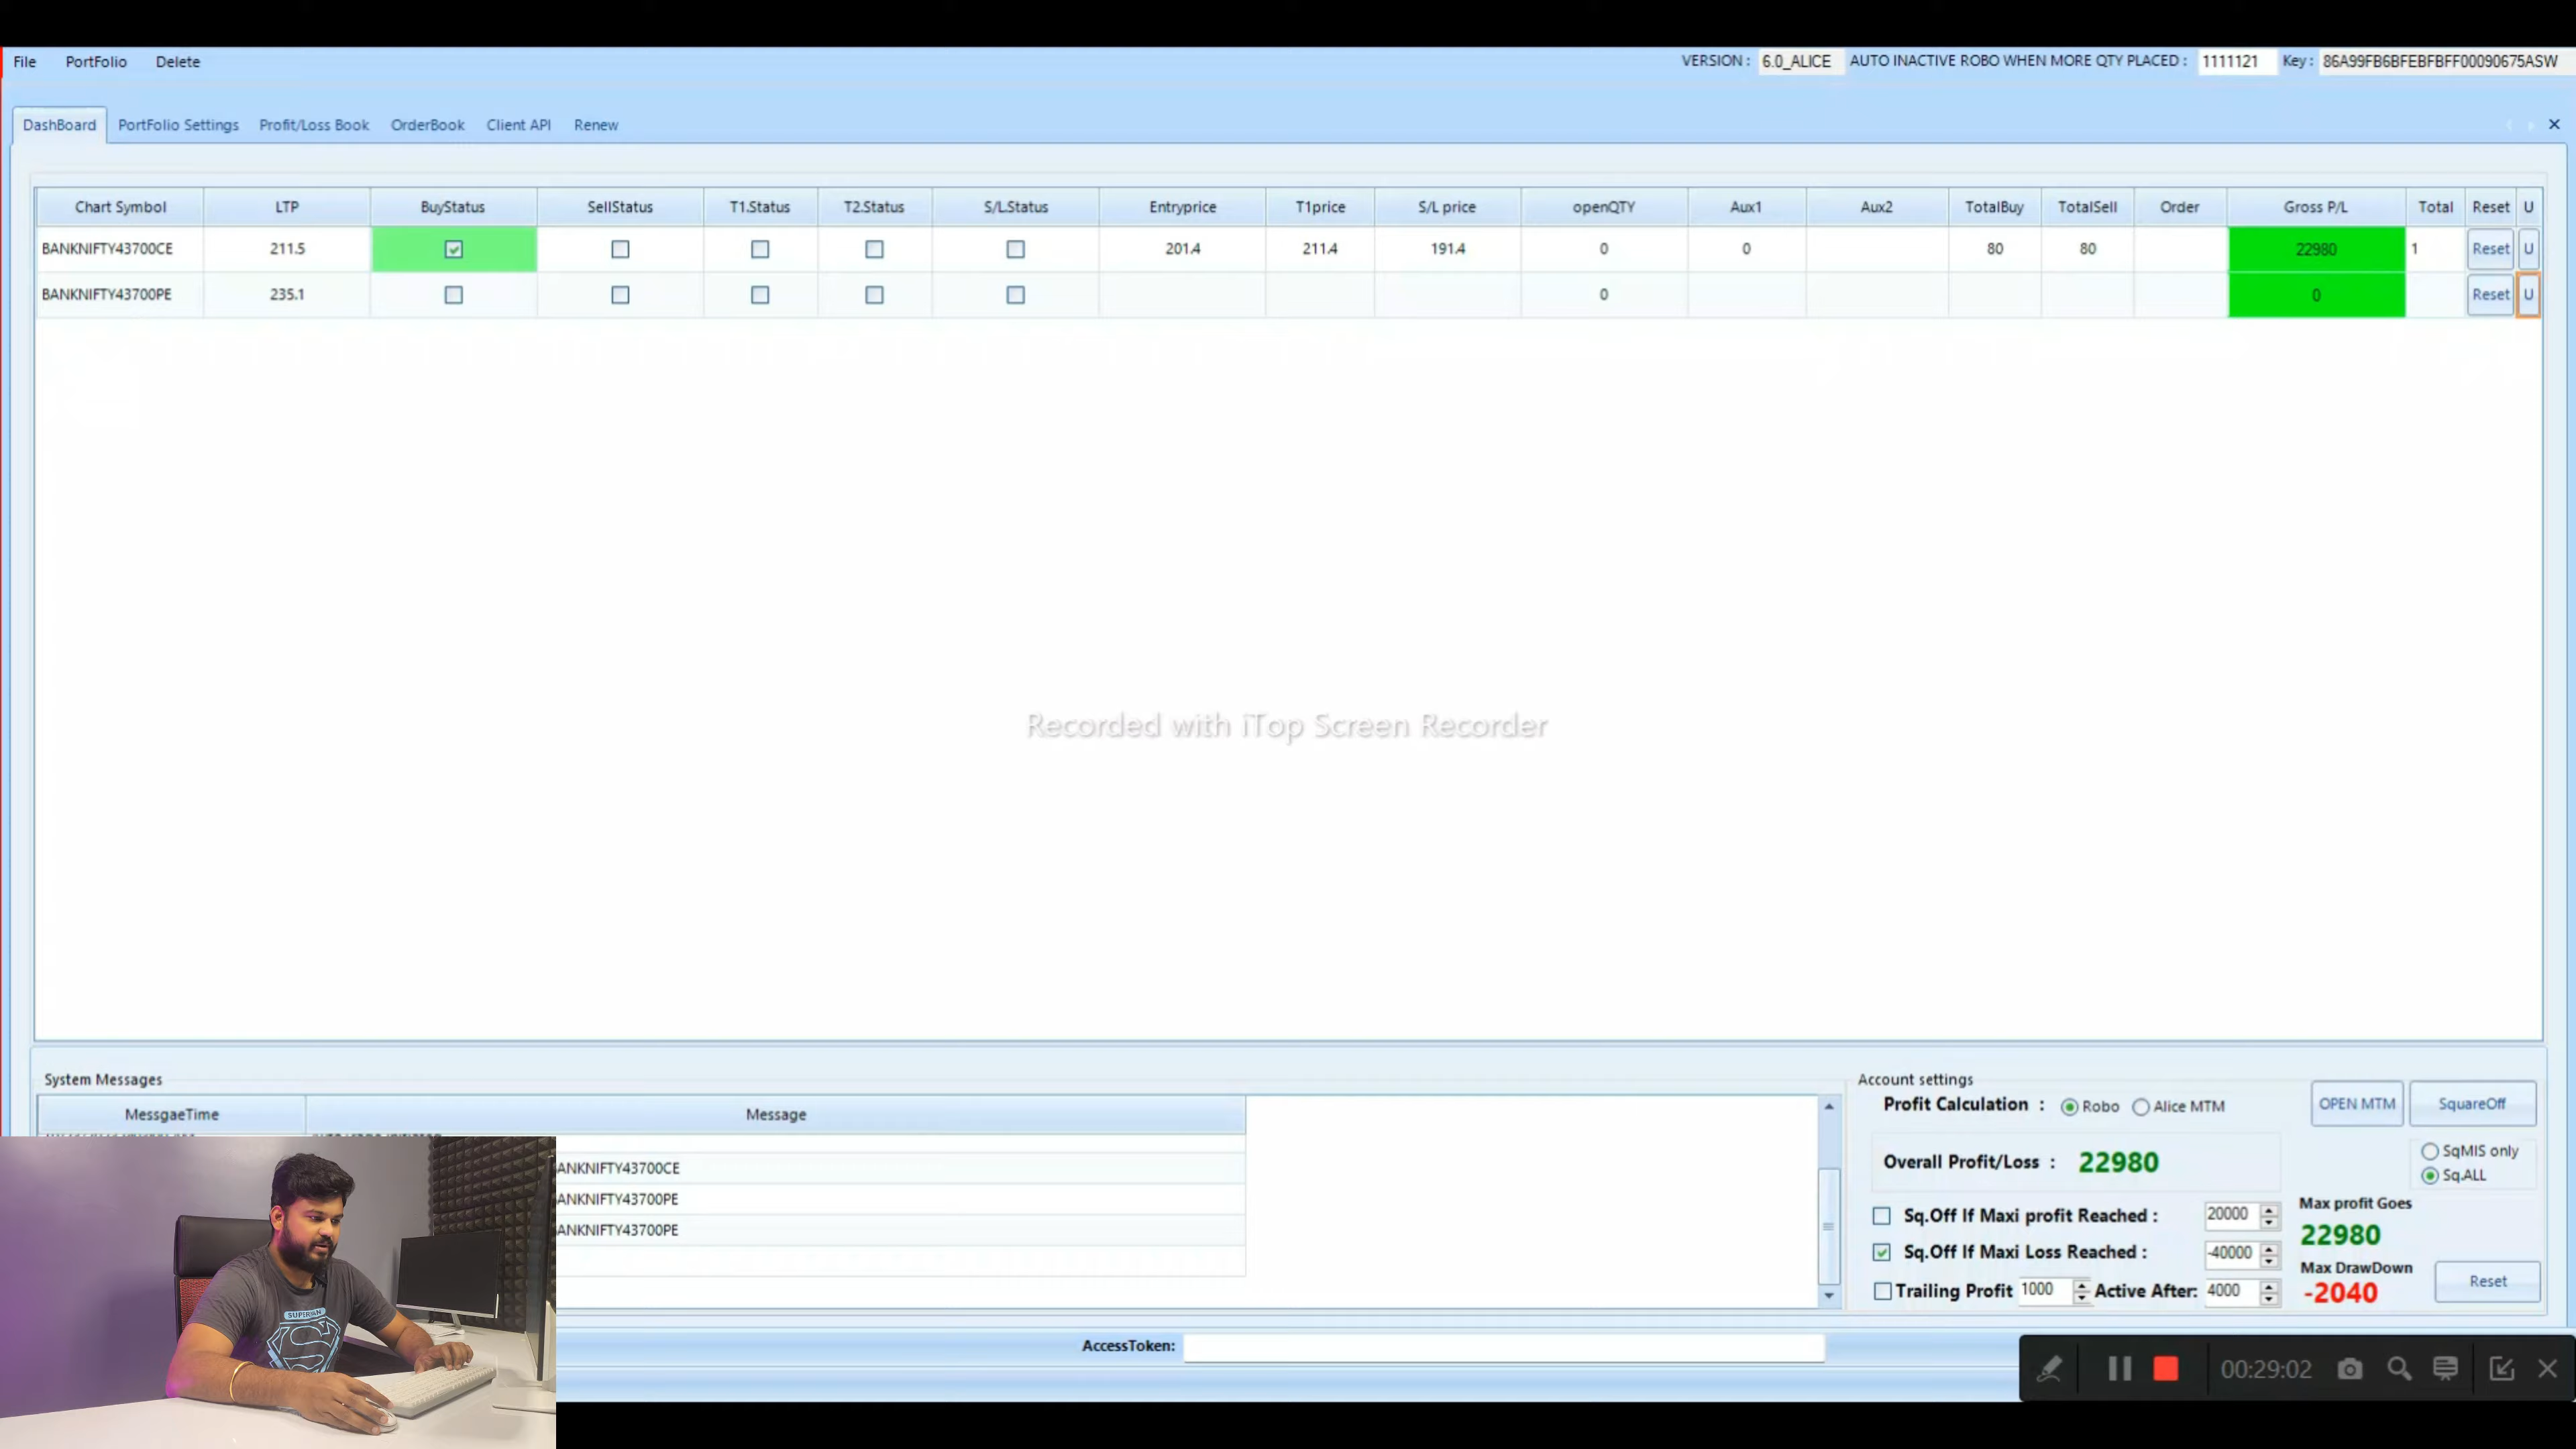 File PortFolio Delete VERSION : 6.0_ALICE AUTO INACTIVE ROBO WHEN MORE QTY PLACED : 1111121 Key : 86A99FB6BFEBFBFF00090675ASW
DashBoard PortFolio Settings Profit/Loss Book OrderBook Client API Renew
Chart Symbol LTP BuyStatus SellStatus T1.Status T2.Status S/L.Status Entryprice T1price S/L price openQTY Aux1 Aux2 TotalBuy TotalSell Order Gross P/L Total Reset U
BANKNIFTY43700CE 211.5 201.4 211.4 191.4 0 0 80 80 22980 1 Reset U
BANKNIFTY43700PE 235.1 0 0 Reset U
Recorded with iTop Screen Recorder
System Messages
MessgaeTime Message
ANKNIFTY43700CE
ANKNIFTY43700PE
ANKNIFTY43700PE
Account settings
Profit Calculation : Robo Alice MTM OPEN MTM SquareOff
Overall Profit/Loss : 22980
SqMIS only
Sq.ALL
Sq.Off If Maxi profit Reached : 20000
Max profit Goes
22980
Sq.Off If Maxi Loss Reached : -40000
Max DrawDown
-2040
Reset
Trailing Profit 1000 Active After: 4000
AccessToken:
SUPERMAN
00:29:02